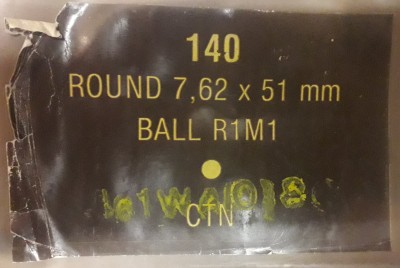 140
ROUND 7,62 x 51 mm
BALL R1M1
CTN